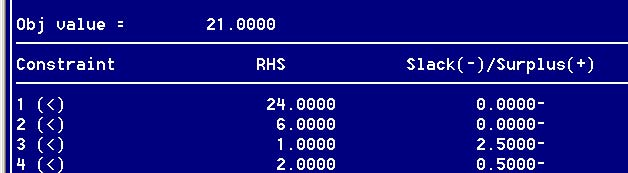 Obj value = 21.0000
Constraint RHS Slack(-)/Surplus(+)
1 (<) 24.0000 0.0000-
2 (<) 6.0000 0.0000-
3 (<) 1.0000 2.5000-
4 (<) 2.0000 0.5000-